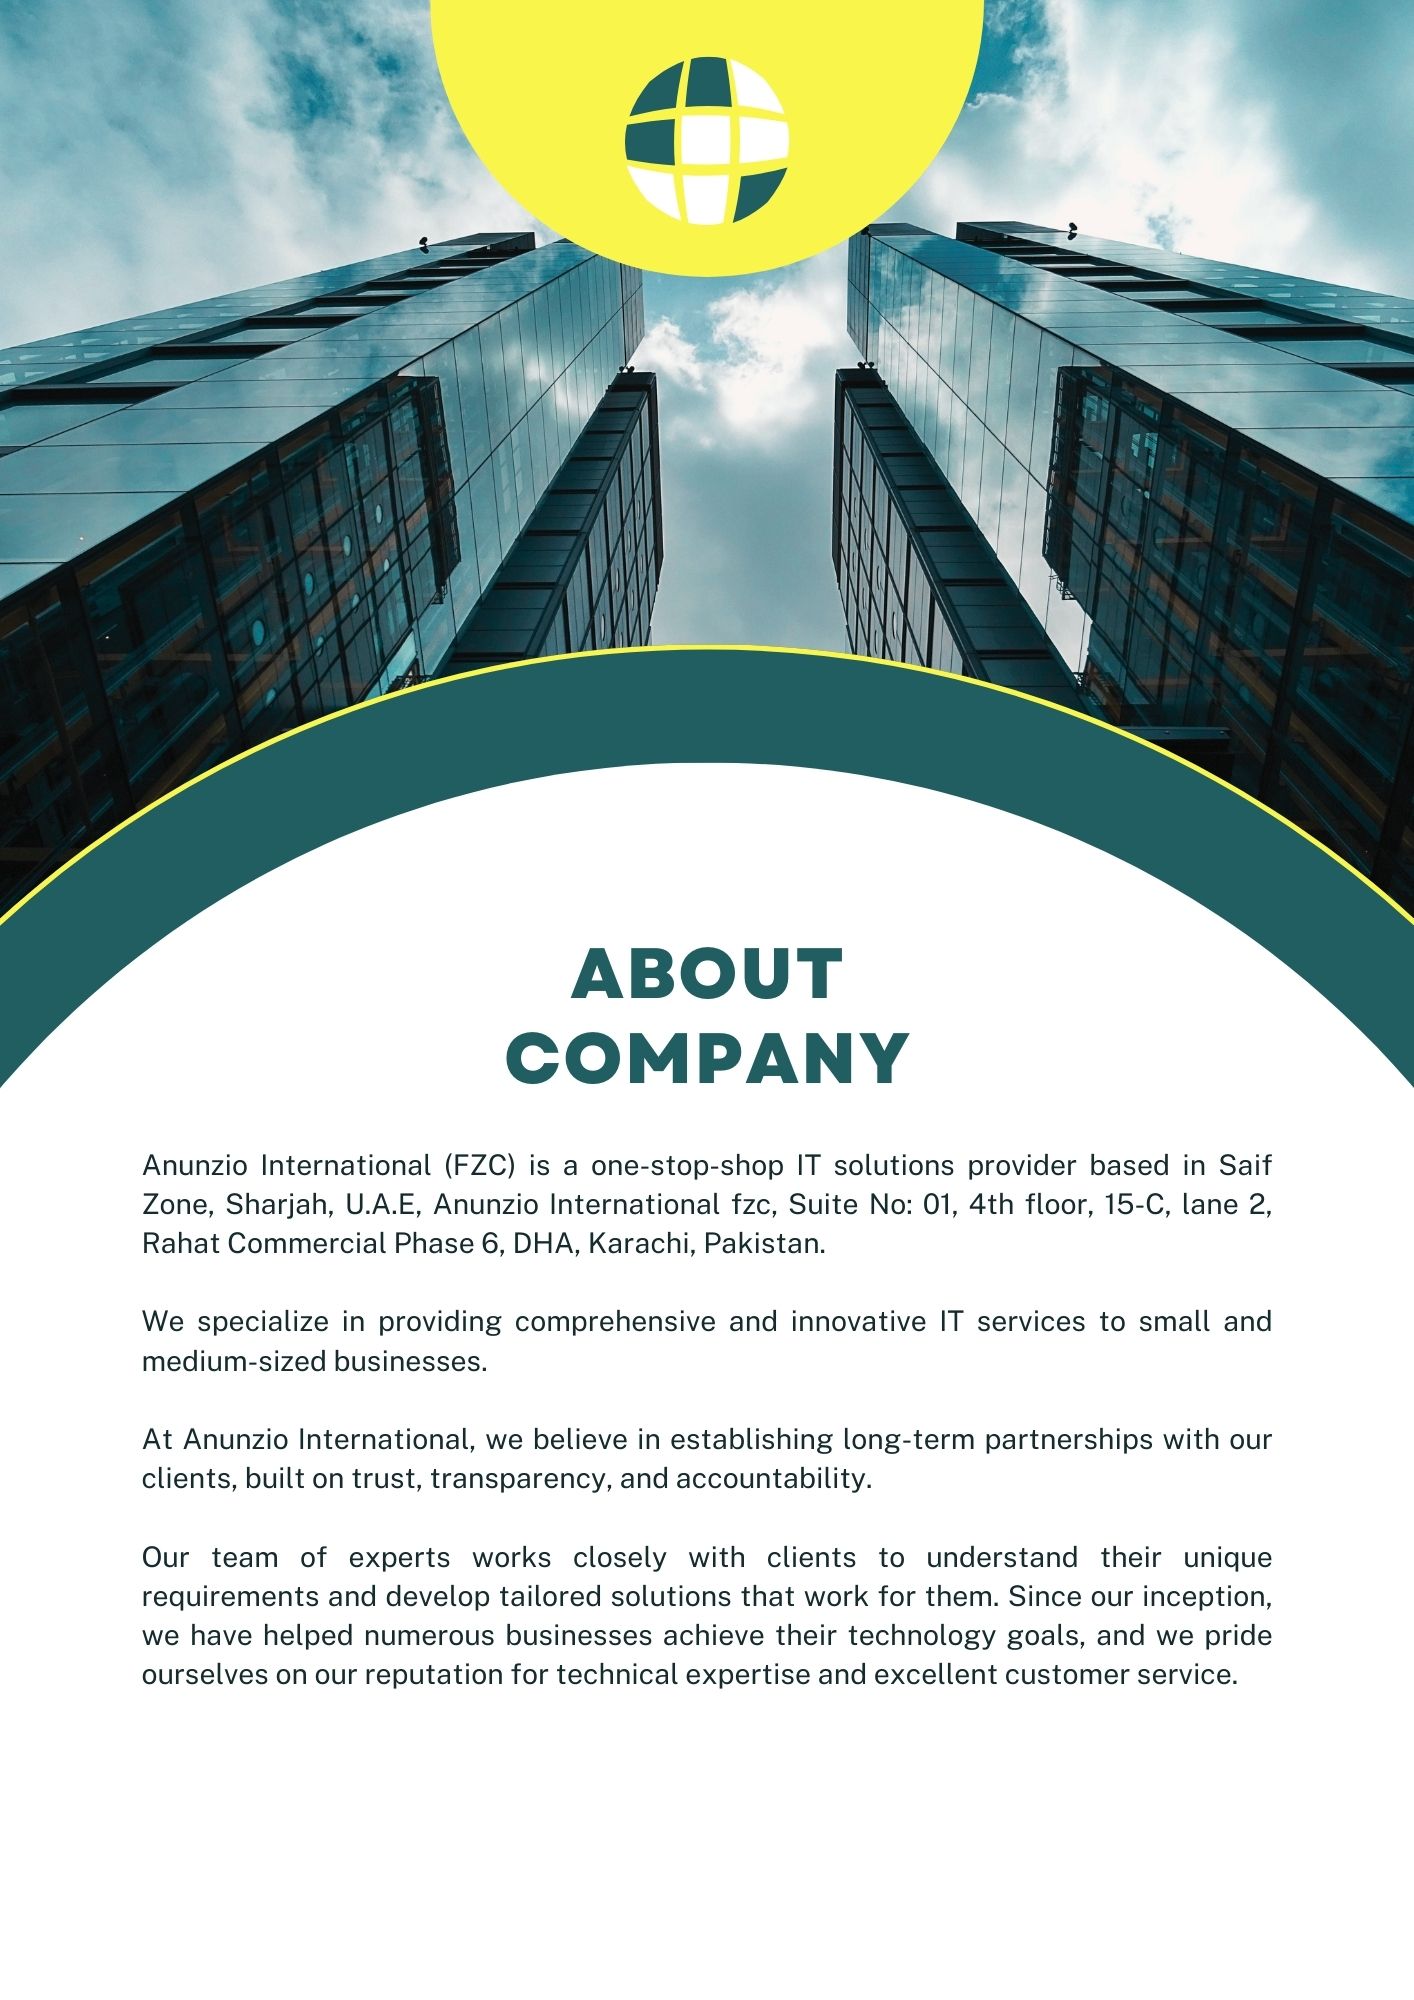 ABOUT
COMPANY
Anunzio International (FZC) is a one-stop-shop IT solutions provider based in Saif
Zone, Sharjah, U.A.E, Anunzio International fzc, Suite No: 01, 4th floor, 15-C, lane 2,
Rahat Commercial Phase 6, DHA, Karachi, Pakistan.
We specialize in providing comprehensive and innovative IT services to small and
medium-sized businesses.
At Anunzio International, we believe in establishing long-term partnerships with our
clients, built on trust, transparency, and accountability.
Our team of experts works closely with clients to understand their unique
requirements and develop tailored solutions that work for them. Since our inception,
we have helped numerous businesses achieve their technology goals, and we pride
ourselves on our reputation for technical expertise and excellent customer service.